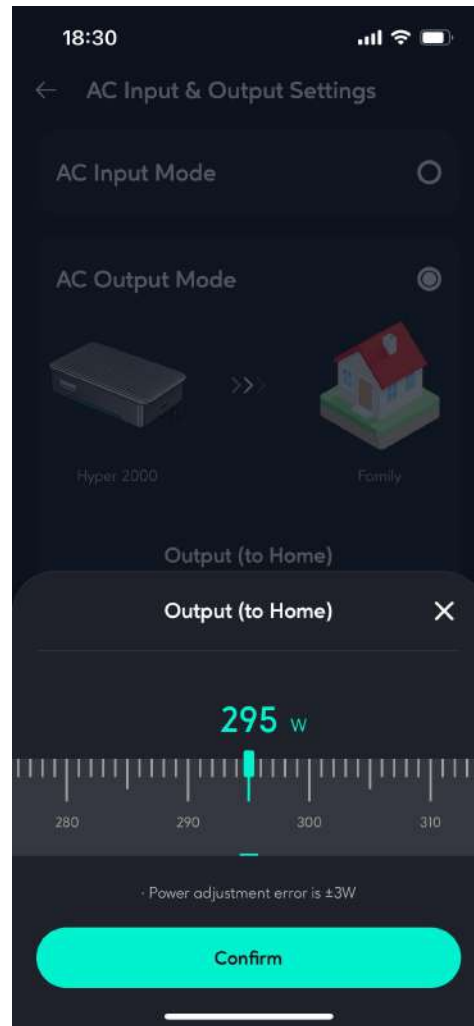 18:30
AC Input & Output Settings
AC Input Mode
AC Output Mode
Hyper 2000
Family
Output (to Home)
Output (to Home)
295 W
280 290 300 310
· Power adjustment error is ±3W
Confirm